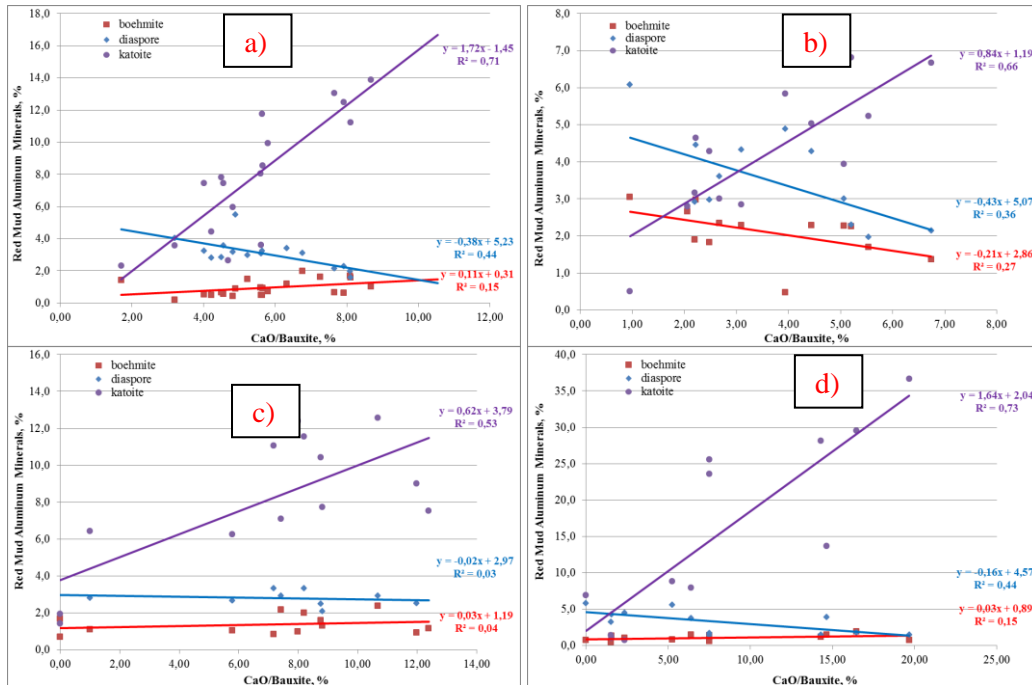 18,0
16,0
14,0
12,0
10,0
8,0
6,0
4,0
2,0
0,0
Red Mud Aluminum Minerals, %
boehmite
diaspore
katoite
a)
y = 1,72x - 1,45
R² = 0,71
y = -0,38x + 5,23
R² = 0,44
y = 0,11x + 0,31
R² = 0,15
0,00 2,00 4,00 6,00 8,00 10,00 12,00
CaO/Bauxite, %
8,0
7,0
6,0
5,0
4,0
3,0
2,0
1,0
0,0
Red Mud Aluminum Minerals, %
boehmite
diaspore
katoite
b)
y = 0,84x + 1,19
R² = 0,66
y = -0,43x + 5,07
R² = 0,36
y = -0,21x + 2,86
R² = 0,27
0,00 1,00 2,00 3,00 4,00 5,00 6,00 7,00 8,00
CaO/Bauxite, %
16,0
14,0
12,0
10,0
8,0
6,0
4,0
2,0
0,0
Red Mud Aluminum Minerals, %
boehmite
diaspore
katoite
c)
y = 0,62x + 3,79
R² = 0,53
y = -0,02x + 2,97
R² = 0,03
y = 0,03x + 1,19
R² = 0,04
0,00 2,00 4,00 6,00 8,00 10,00 12,00 14,00
CaO/Bauxite, %
40,0
35,0
30,0
25,0
20,0
15,0
10,0
5,0
0,0
Red Mud Aluminum Minerals, %
boehmite
diaspore
katoite
d)
y = 1,64x + 2,04
R² = 0,73
y = -0,16x + 4,57
R² = 0,44
y = 0,03x + 0,89
R² = 0,15
0,00 5,00 10,00 15,00 20,00 25,00
CaO/Bauxite, %